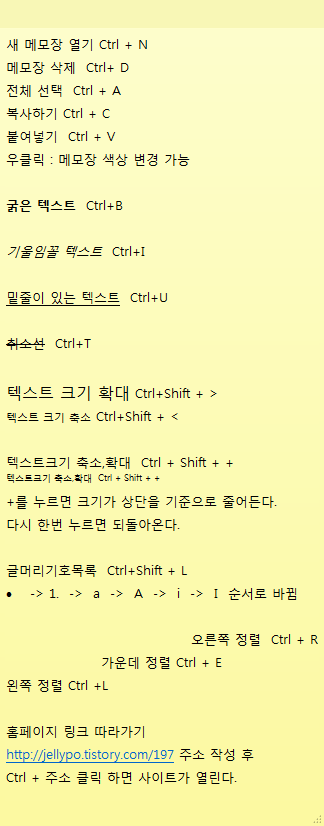 새 메모장 열기 Ctrl + N
메모장 삭제  Ctrl+ D
전체 선택  Ctrl + A
복사하기 Ctrl + C
붙여넣기  Ctrl + V
우클릭 : 메모장 색상 변경 가능
굵은 텍스트  Ctrl+B
기울임꼴 텍스트  Ctrl+I
밑줄이 있는 텍스트  Ctrl+U
취소선  Ctrl+T
텍스트 크기 확대 Ctrl+Shift + >
텍스트 크기 축소 Ctrl+Shift + <
텍스트크기 축소,확대  Ctrl + Shift + +
텍스트크기 축소,확대  Ctrl + Shift + +
+를 누르면 크기가 상단을 기준으로 줄어든다.
다시 한번 누르면 되돌아온다.
글머리기호목록  Ctrl+Shift + L
•  -> 1.  ->  a  ->  A  ->  i  ->  I  순서로 바뀜
오른쪽 정렬  Ctrl + R
가운데 정렬 Ctrl + E
왼쪽 정렬 Ctrl +L
홈페이지 링크 따라가기
http://jellypo.tistory.com/197 주소 작성 후
Ctrl + 주소 클릭 하면 사이트가 열린다.